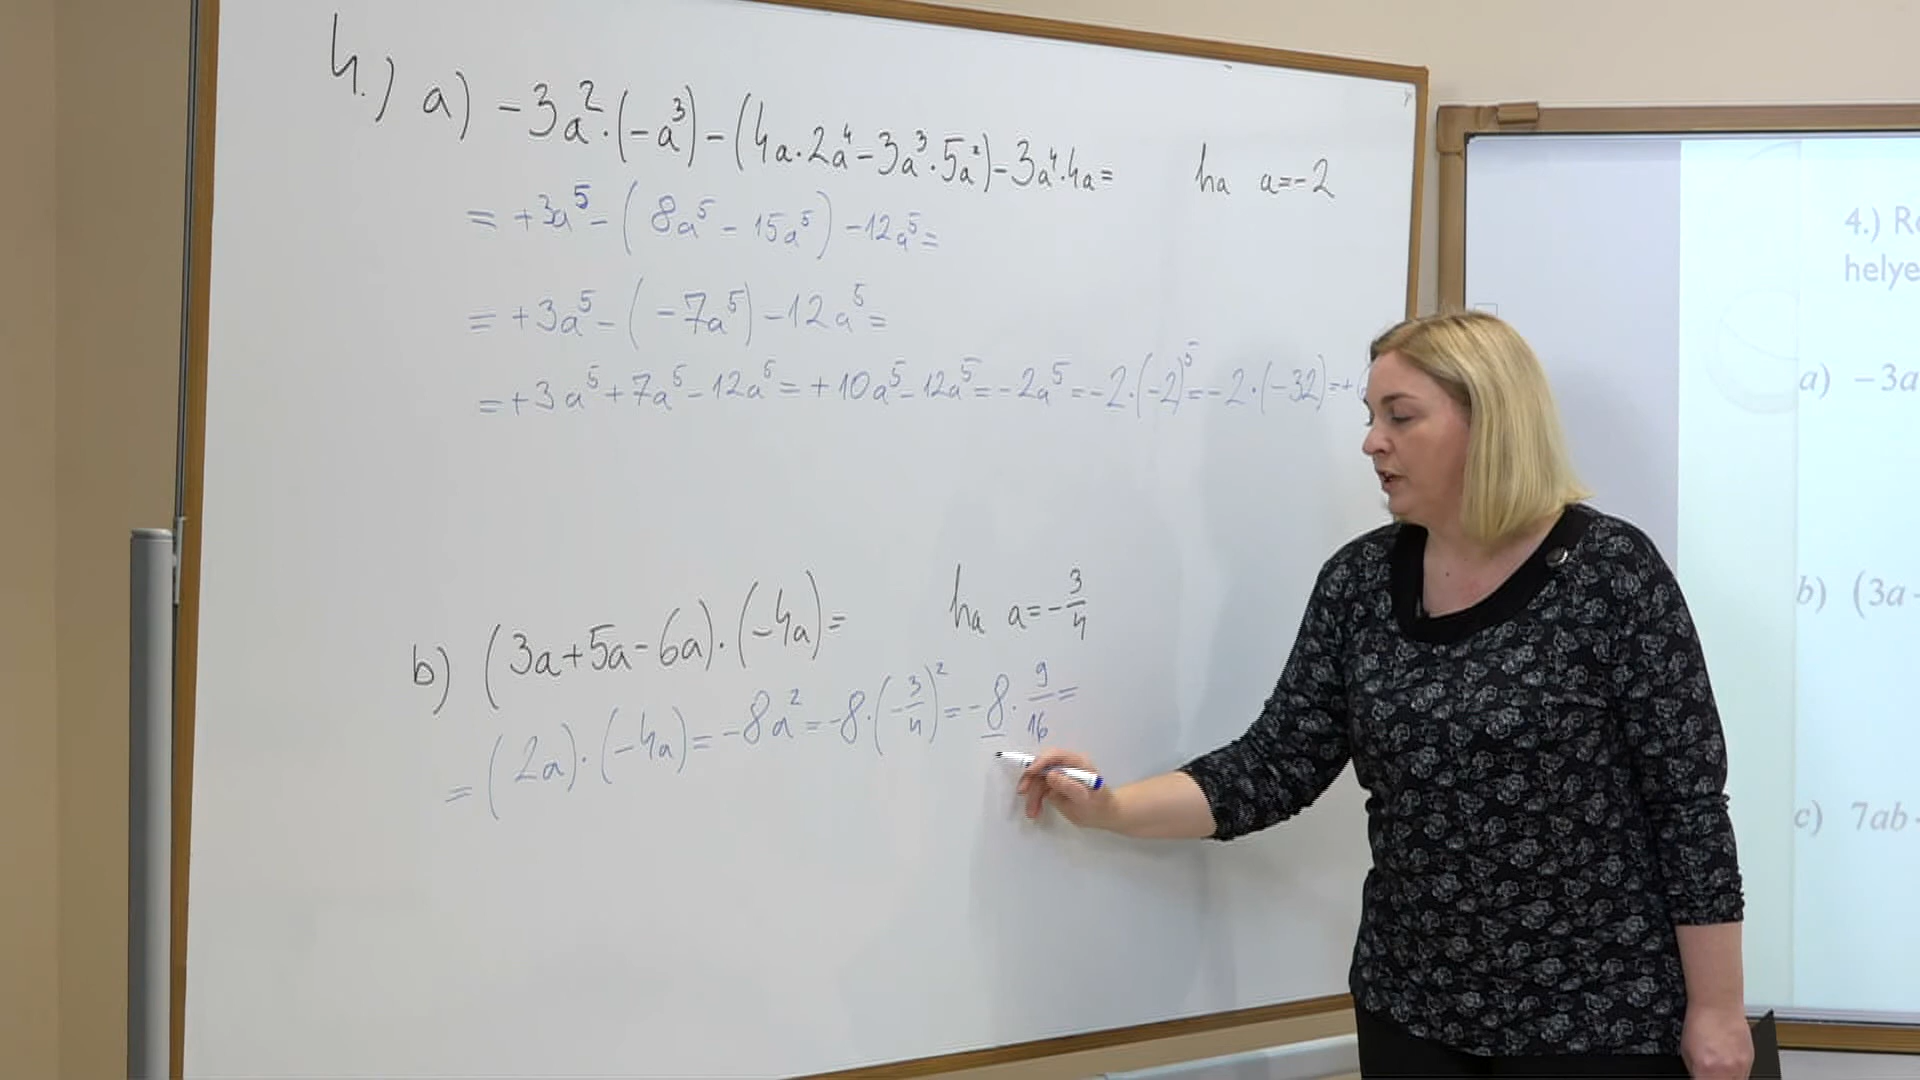 4.) a) -3a²·(-a³)-(4a·2a⁴-3a³·5a²)-3a⁴·4a= ha a=-2
= +3a⁵-(8a⁵-15a⁵)-12a⁵=
= +3a⁵-(-7a⁵)-12a⁵=
= +3a⁵+7a⁵-12a⁵=+10a⁵-12a⁵=-2a⁵=-2·(-2)⁵=-2·(-32)=+
b) (3a+5a-6a)·(-4a)= ha a=-3/4
=(2a)·(-4a)=-8a²=-8·(-3/4)²=-8·9/16=
4.) R
helye
a) -3a
b) (3a-
c) 7ab